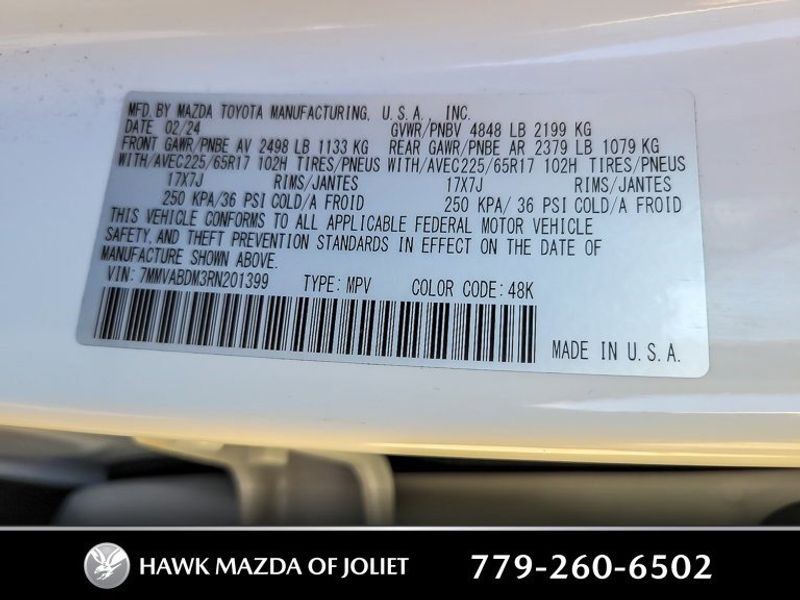 MFD. BY MAZDA TOYOTA MANUFACTURING, U.S.A., INC.
DATE 02/24 GVWR/PNBV 4848 LB 2199 KG
FRONT GAWR/PNBE AV 2498 LB 1133 KG REAR GAWR/PNBE AR 2379 LB 1079 KG
WITH/AVEC225/65R17 102H TIRES/PNEUS WITH/AVEC225/65R17 102H TIRES/PNEUS
17X7J RIMS/JANTES 17X7J RIMS/JANTES
250 KPA/36 PSI COLD/A FROID 250 KPA/ 36 PSI COLD/A FROID
THIS VEHICLE CONFORMS TO ALL APPLICABLE FEDERAL MOTOR VEHICLE
SAFETY, AND THEFT PREVENTION STANDARDS IN EFFECT ON THE DATE OF
MANUFACTURE SHOWN ABOVE.
VIN: 7MMVABDM3RN201399 TYPE: MPV COLOR CODE: 48K
MADE IN U.S.A.
HAWK MAZDA OF JOLIET 779-260-6502